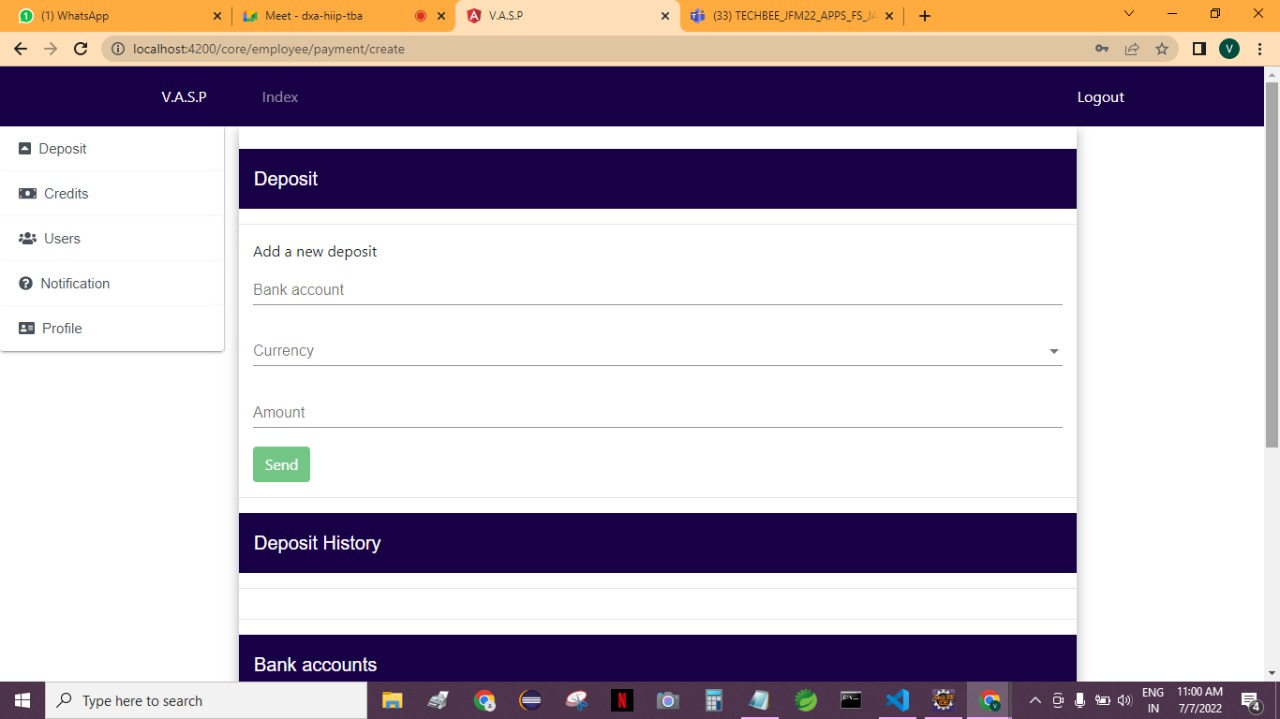 (1) WhatsApp
Meet - dxa-hiip-tba
V.A.S.P
(33) TECHBEE_JFM22_APPS_FS_JA
localhost:4200/core/employee/payment/create
V
V.A.S.P
Index
Logout
Deposit
Credits
Users
Notification
Profile
Deposit
Add a new deposit
Bank account
Currency
Amount
Send
Deposit History
Bank accounts
Type here to search
ENG
IN
11:00 AM
7/7/2022
4